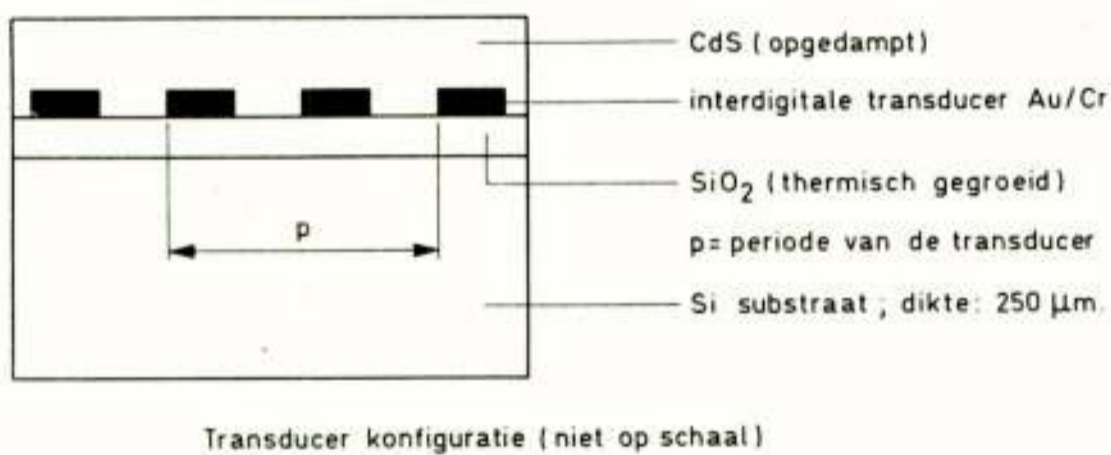 CdS (opgedampt)
interdigitale transducer Au/Cr
SiO₂ (thermisch gegroeid)
p
p= periode van de transducer
Si substraat ; dikte: 250 µm.
Transducer konfiguratie (niet op schaal)